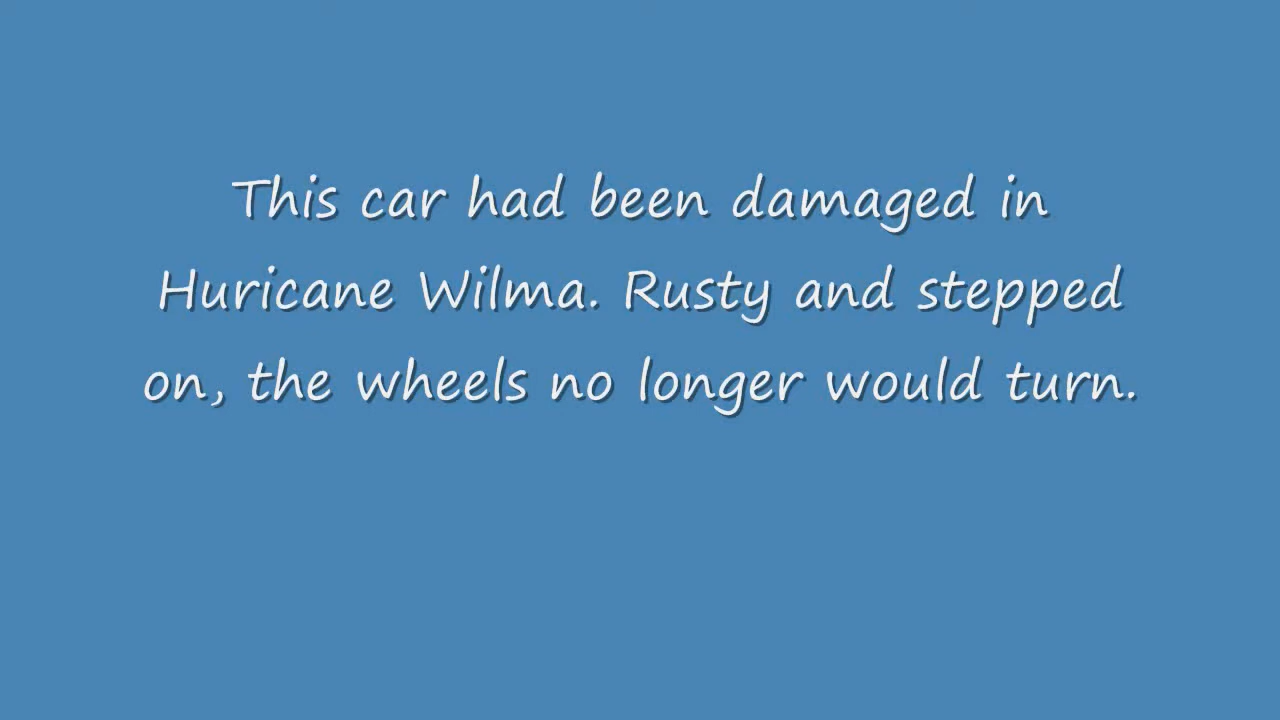 This car had been damaged in
Huricane Wilma. Rusty and stepped
on, the wheels no longer would turn.